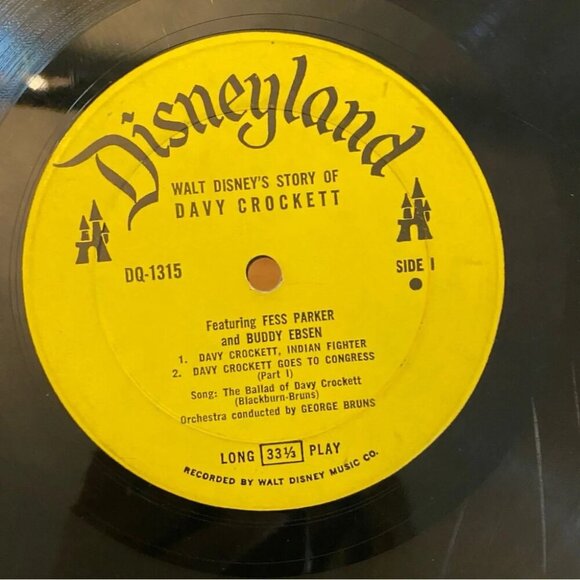 Disneyland
WALT DISNEY'S STORY OF
DAVY CROCKETT
DQ-1315
SIDE I
Featuring FESS PARKER
and BUDDY EBSEN
1. DAVY CROCKETT, INDIAN FIGHTER
2. DAVY CROCKETT GOES TO CONGRESS
(Part I)
Song: The Ballad of Davy Crockett
(Blackburn-Bruns)
Orchestra conducted by GEORGE BRUNS
LONG 33⅓ PLAY
RECORDED BY WALT DISNEY MUSIC CO.